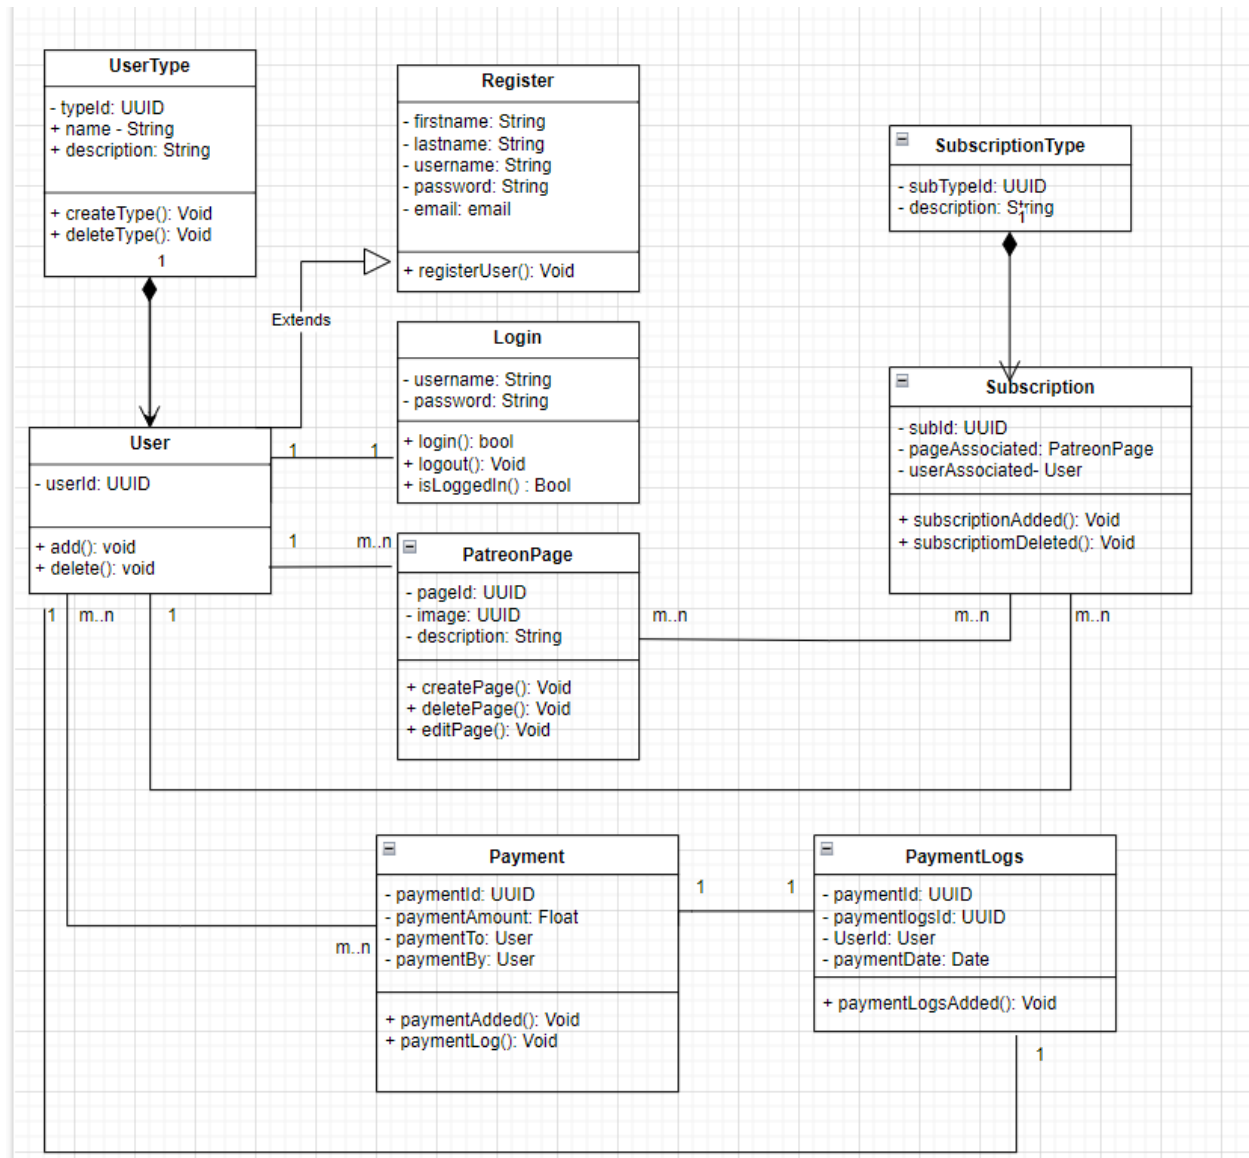 UserType
- typeId: UUID
+ name - String
+ description: String
+ createType(): Void
+ deleteType(): Void
1
Register
- firstname: String
- lastname: String
- username: String
- password: String
- email: email
+ registerUser(): Void
SubscriptionType
- subTypeId: UUID
- description: String
1
Extends
Login
- username: String
- password: String
+ login(): bool
+ logout(): Void
+ isLoggedIn() : Bool
Subscription
- subId: UUID
- pageAssociated: PatreonPage
- userAssociated- User
+ subscriptionAdded(): Void
+ subscriptiomDeleted(): Void
User
- userId: UUID
+ add(): void
+ delete(): void
1
1
1
m..n
PatreonPage
- pageId: UUID
- image: UUID
- description: String
+ createPage(): Void
+ deletePage(): Void
+ editPage(): Void
1
m..n
1
m..n
m..n
m..n
Payment
- paymentId: UUID
- paymentAmount: Float
- paymentTo: User
- paymentBy: User
+ paymentAdded(): Void
+ paymentLog(): Void
m..n
1
1
PaymentLogs
- paymentId: UUID
- paymentlogsId: UUID
- UserId: User
- paymentDate: Date
+ paymentLogsAdded(): Void
1